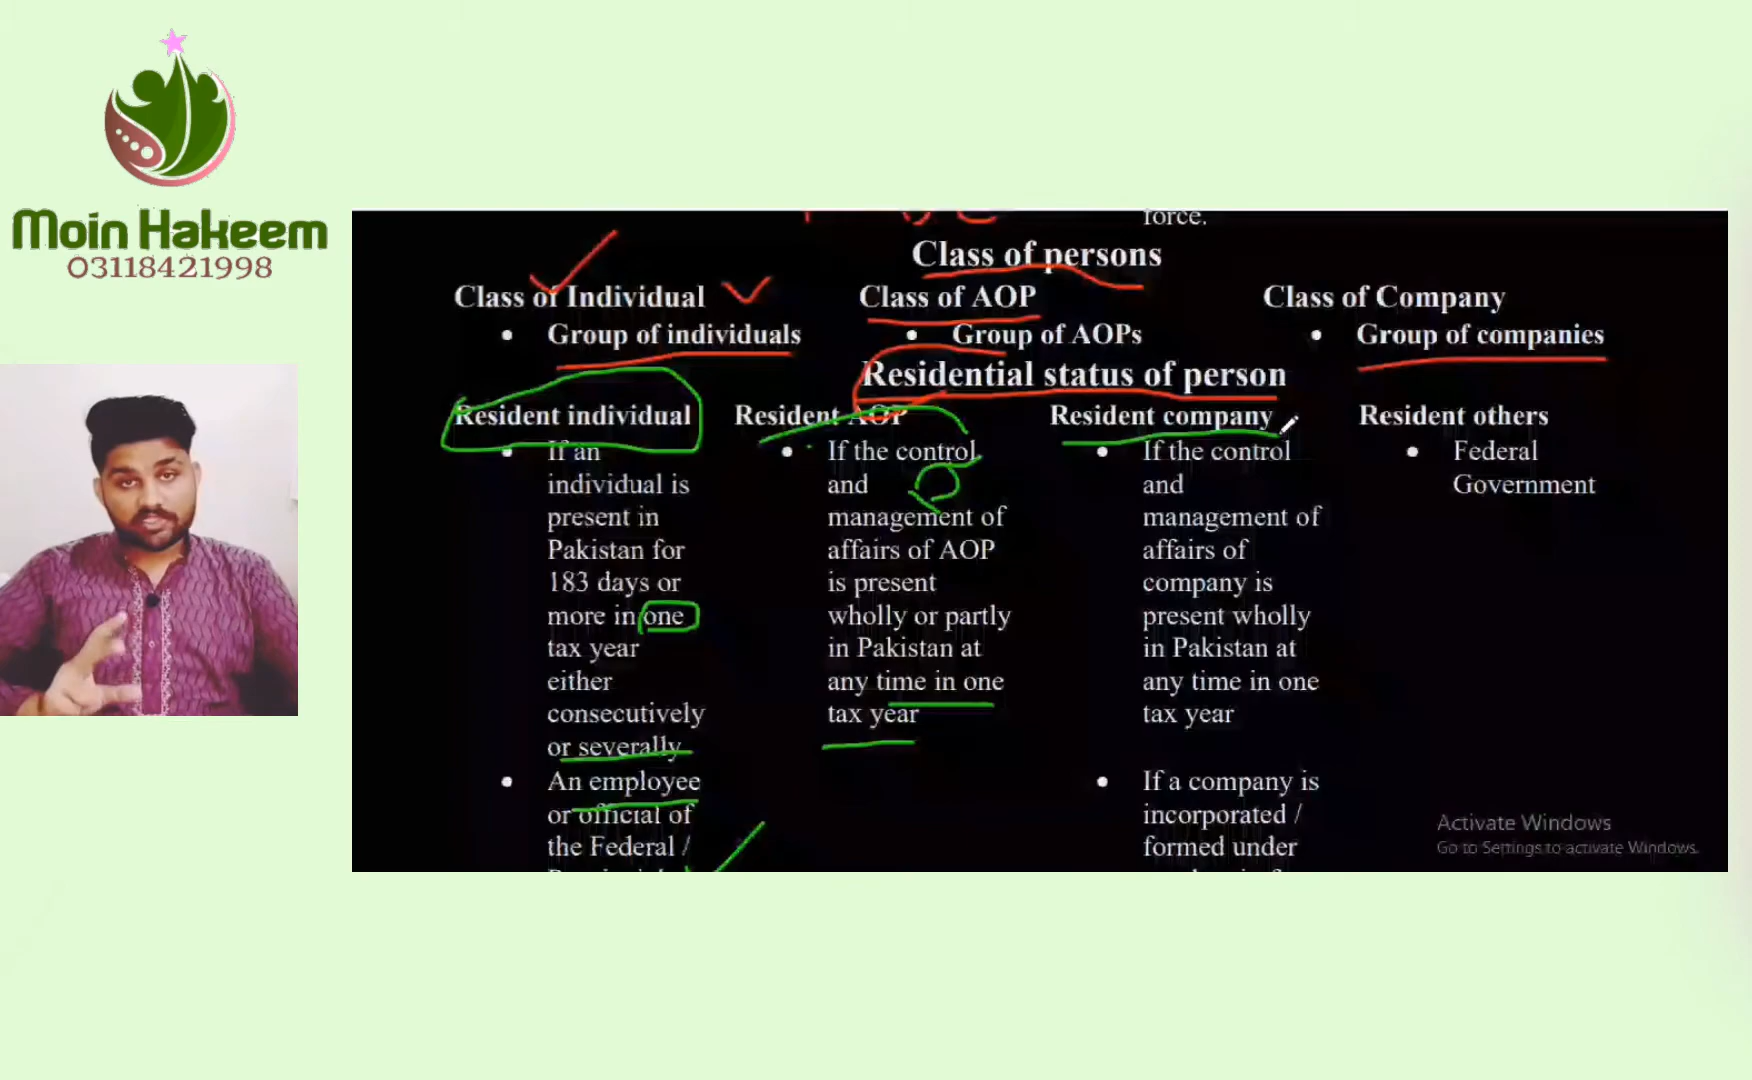 Moin Hakeem
03118421998
force.
Class of persons
Class of Individual
Class of AOP
Class of Company
• Group of individuals
• Group of AOPs
• Group of companies
Residential status of person
Resident individual
• If an
individual is
present in
Pakistan for
183 days or
more in one
tax year
either
consecutively
or severally
• An employee
or official of
the Federal /
Resident AOP
• If the control
and
management of
affairs of AOP
is present
wholly or partly
in Pakistan at
any time in one
tax year
Resident company
• If the control
and
management of
affairs of
company is
present wholly
in Pakistan at
any time in one
tax year
• If a company is
incorporated /
formed under
Resident others
• Federal
Government
Activate Windows
Go to Settings to activate Windows.